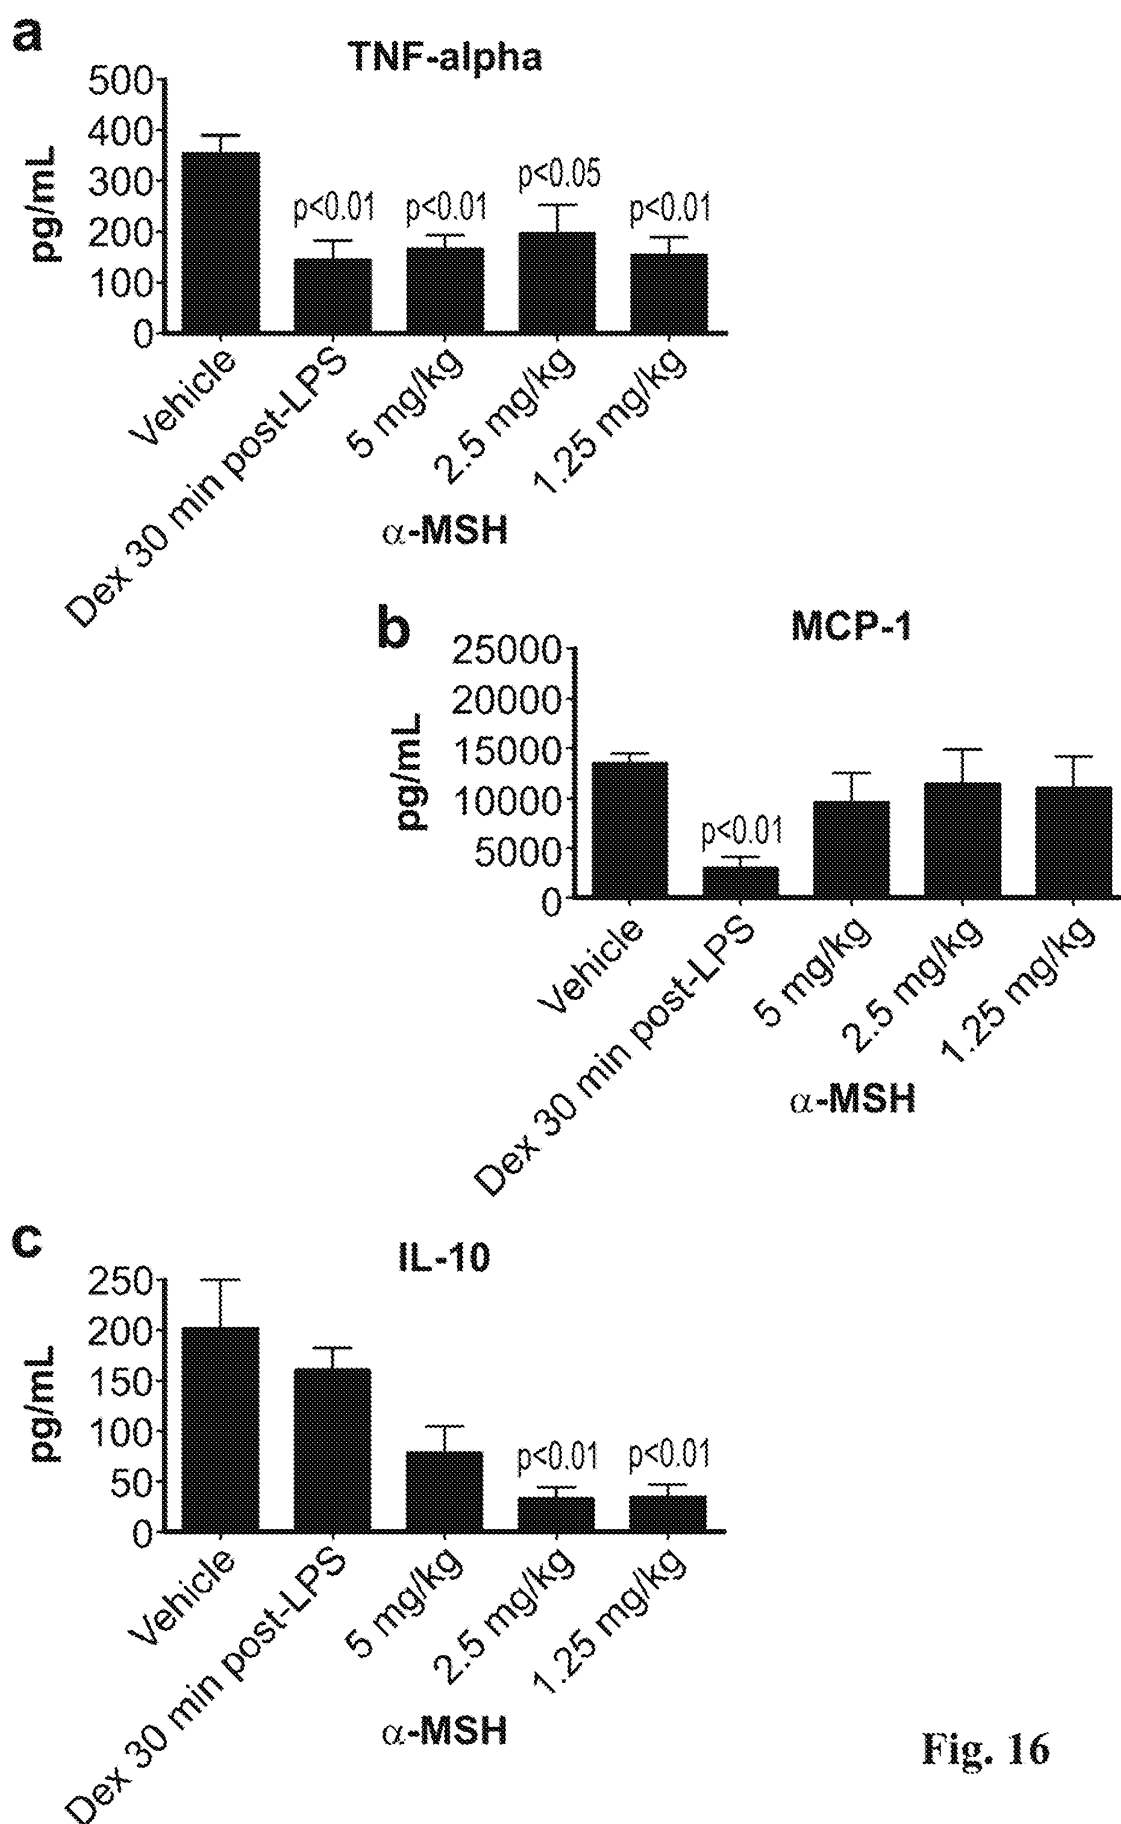 a
TNF-alpha
pg/mL
500
400
300
200
100
0
p<0.01
p<0.01
p<0.05
p<0.01
Vehicle
Dex 30 min post-LPS
5 mg/kg
2.5 mg/kg
1.25 mg/kg
α-MSH
b
MCP-1
pg/mL
25000
20000
15000
10000
5000
0
p<0.01
Vehicle
Dex 30 min post-LPS
5 mg/kg
2.5 mg/kg
1.25 mg/kg
α-MSH
c
IL-10
pg/mL
250
200
150
100
50
0
p<0.01
p<0.01
Vehicle
Dex 30 min post-LPS
5 mg/kg
2.5 mg/kg
1.25 mg/kg
α-MSH
Fig. 16